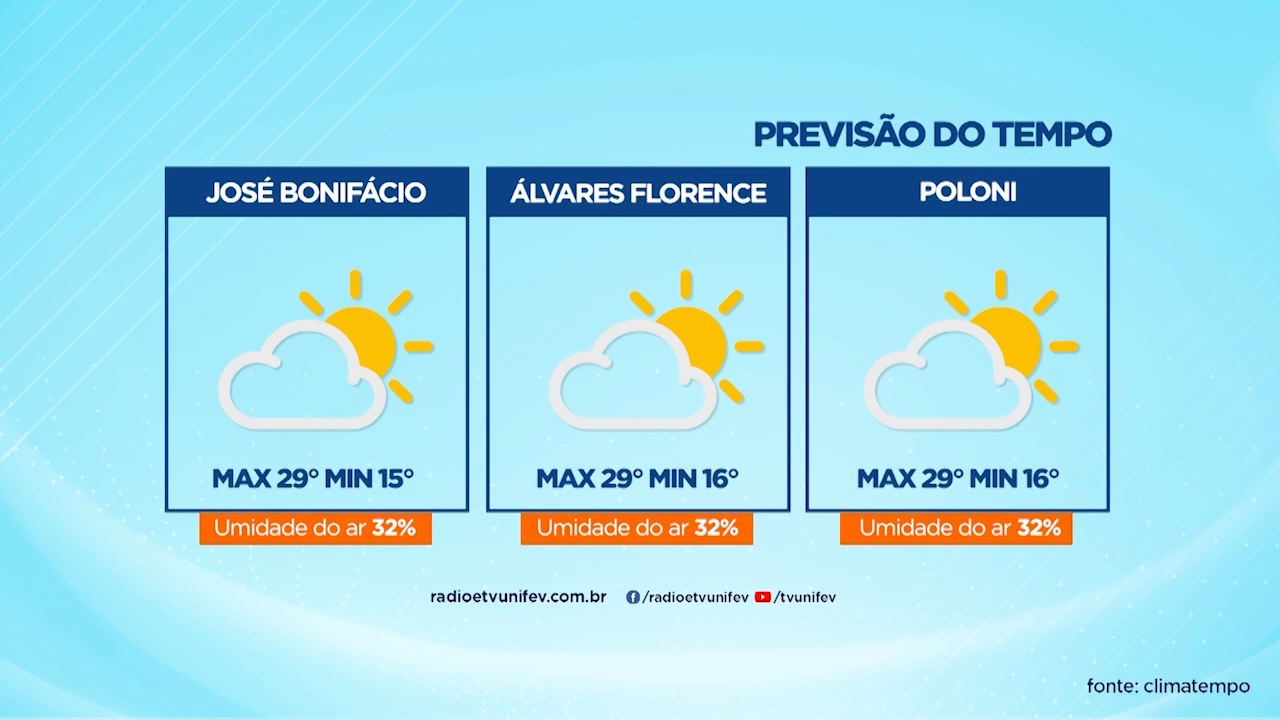 PREVISÃO DO TEMPO
JOSÉ BONIFÁCIO
MAX 29° MIN 15°
Umidade do ar 32%
ÁLVARES FLORENCE
MAX 29° MIN 16°
Umidade do ar 32%
POLONI
MAX 29° MIN 16°
Umidade do ar 32%
radioetvunifev.com.br f/radioetvunifev /tvunifev
fonte: climatempo